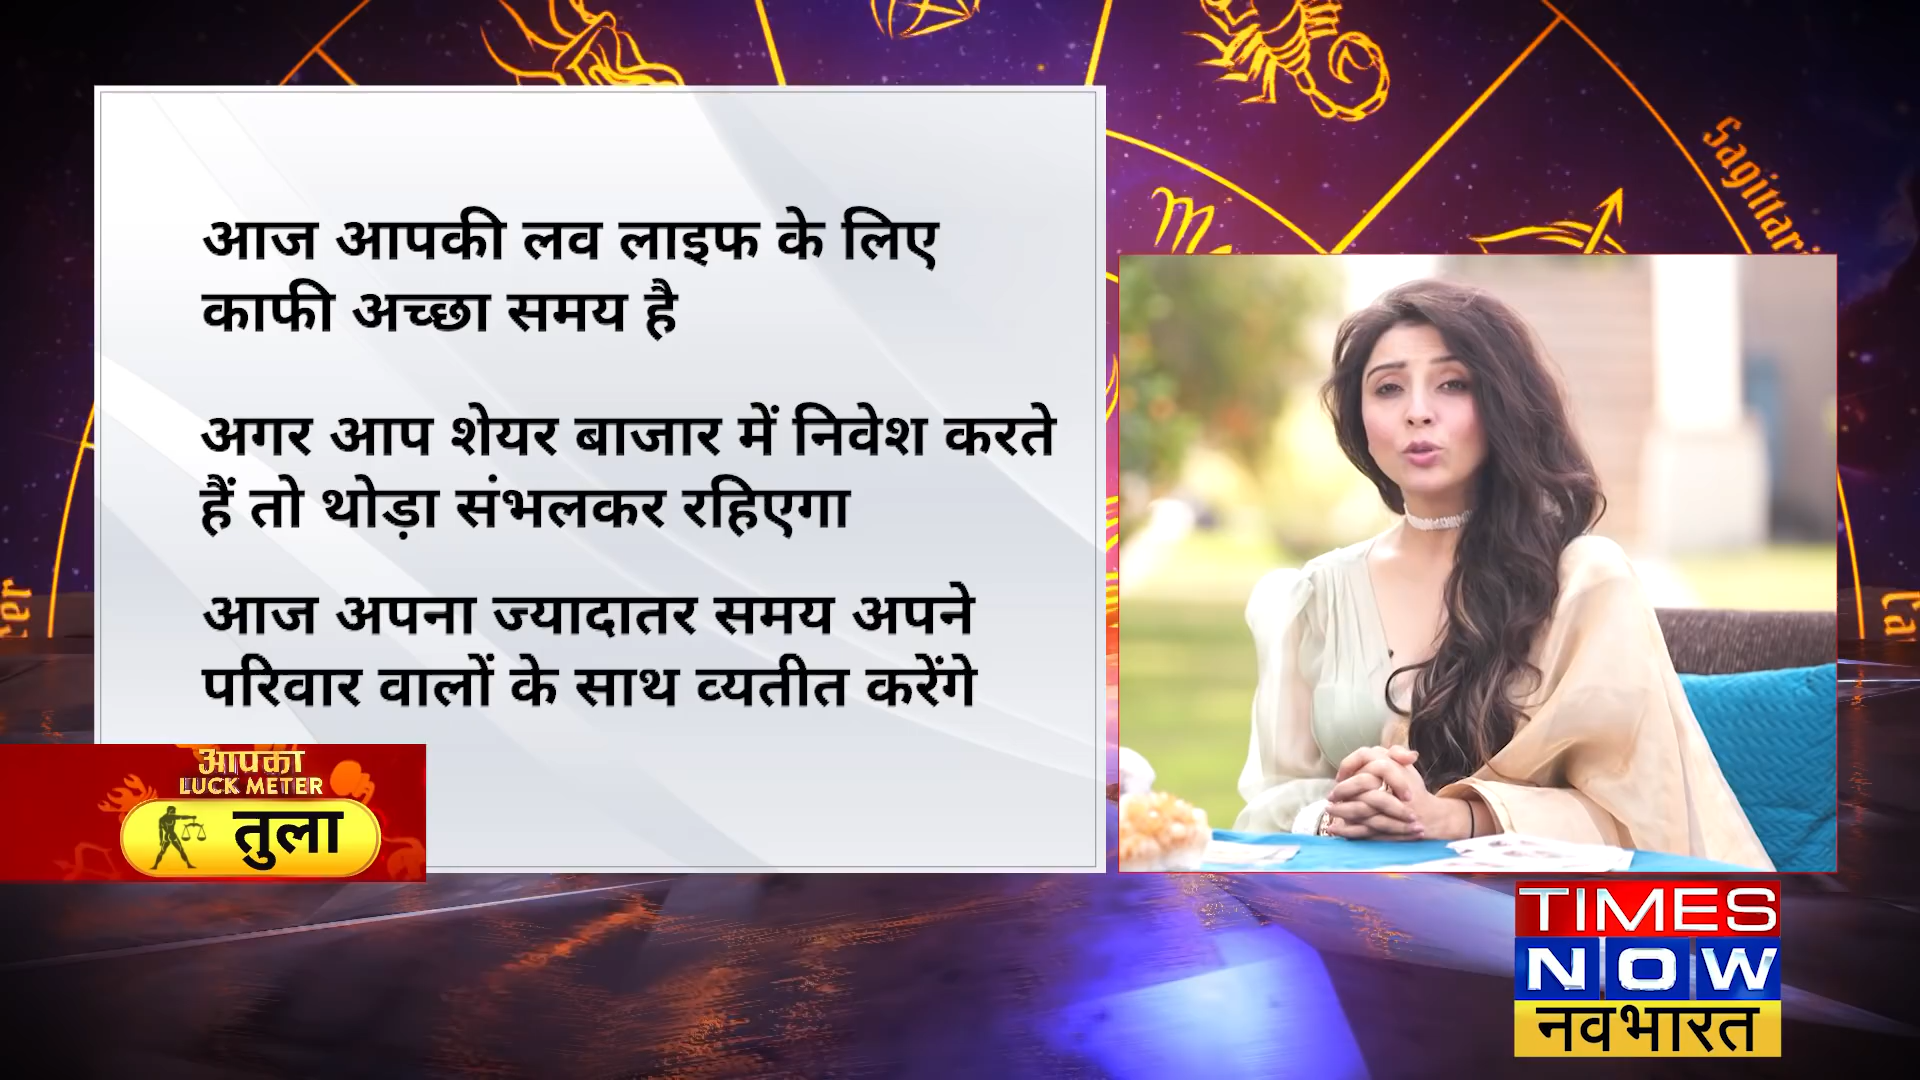 आज आपकी लव लाइफ के लिए
काफी अच्छा समय है
अगर आप शेयर बाजार में निवेश करते
हैं तो थोड़ा संभलकर रहिएगा
आज अपना ज्यादातर समय अपने
परिवार वालों के साथ व्यतीत करेंगे
आपका
LUCK METER
तुला
TIMES
NOW
नवभारत